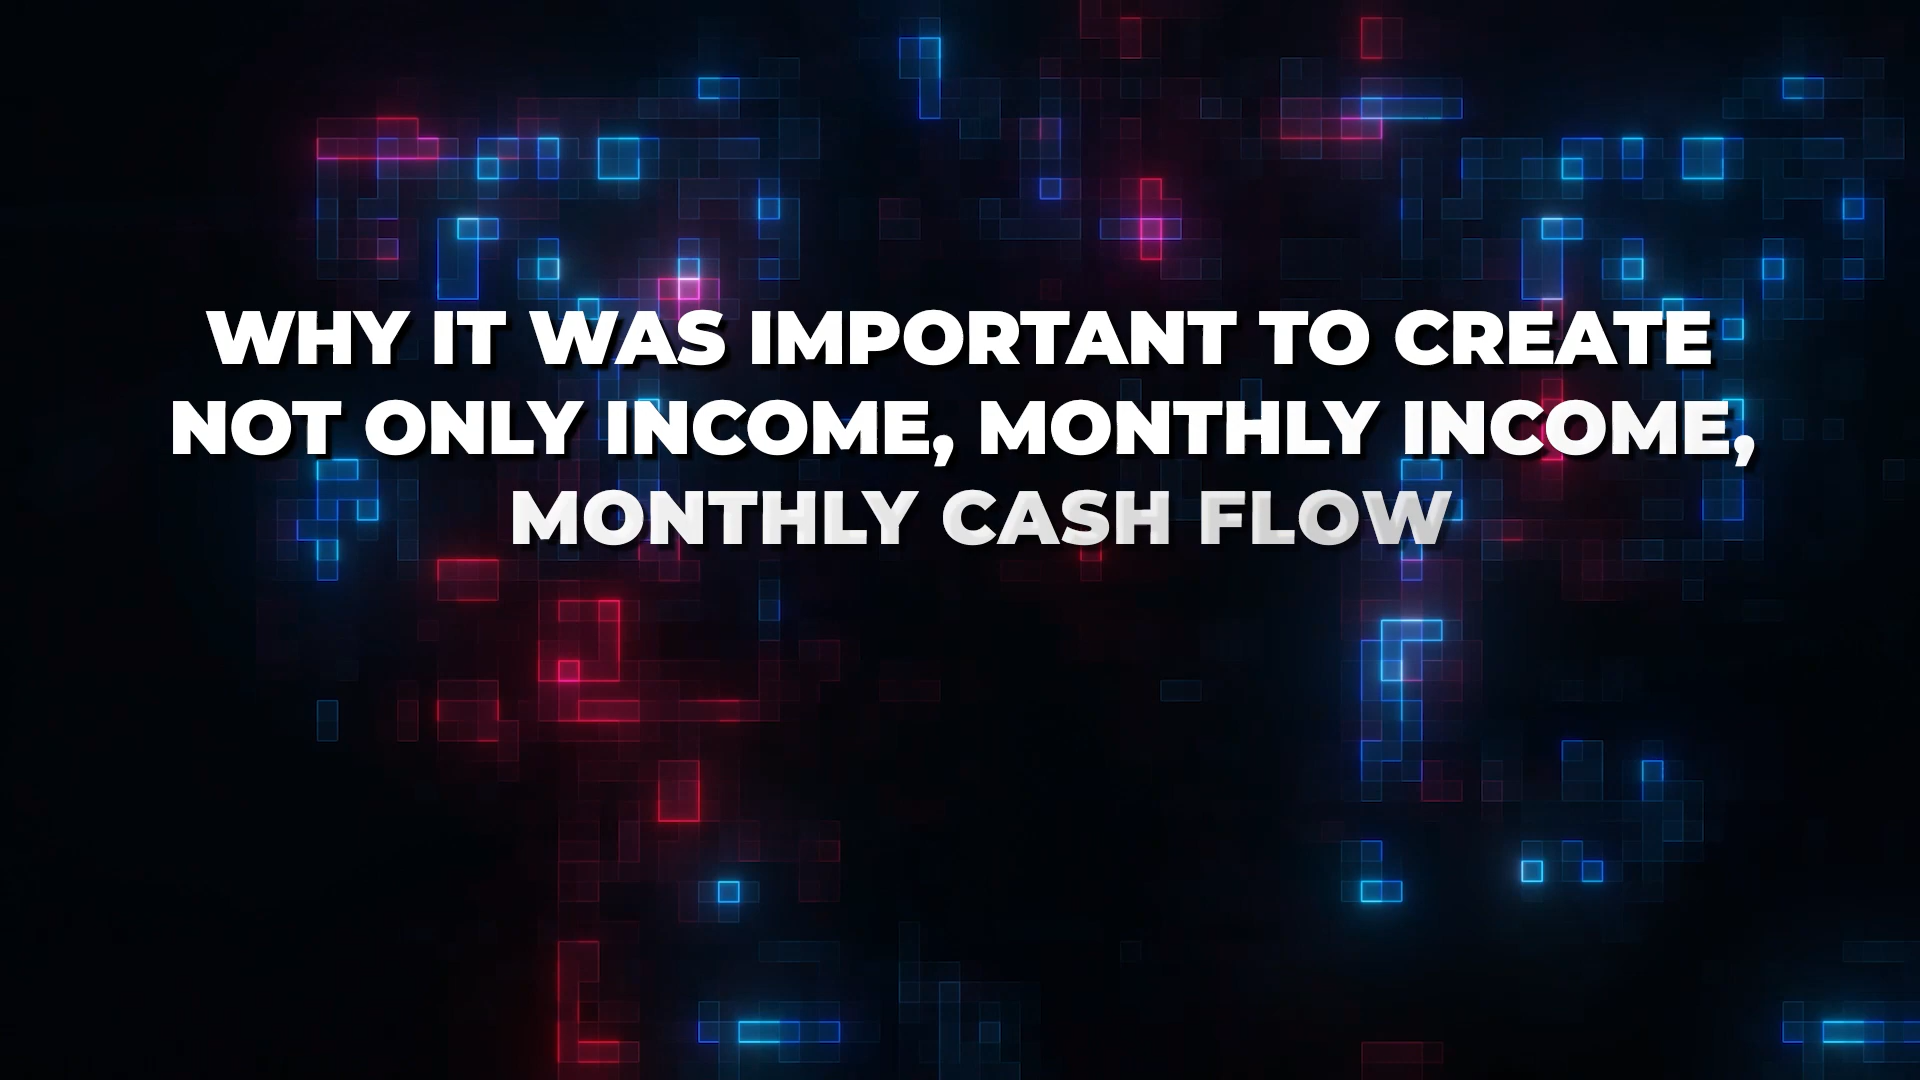 WHY IT WAS IMPORTANT TO CREATE
NOT ONLY INCOME, MONTHLY INCOME,
MONTHLY CASH FLOW